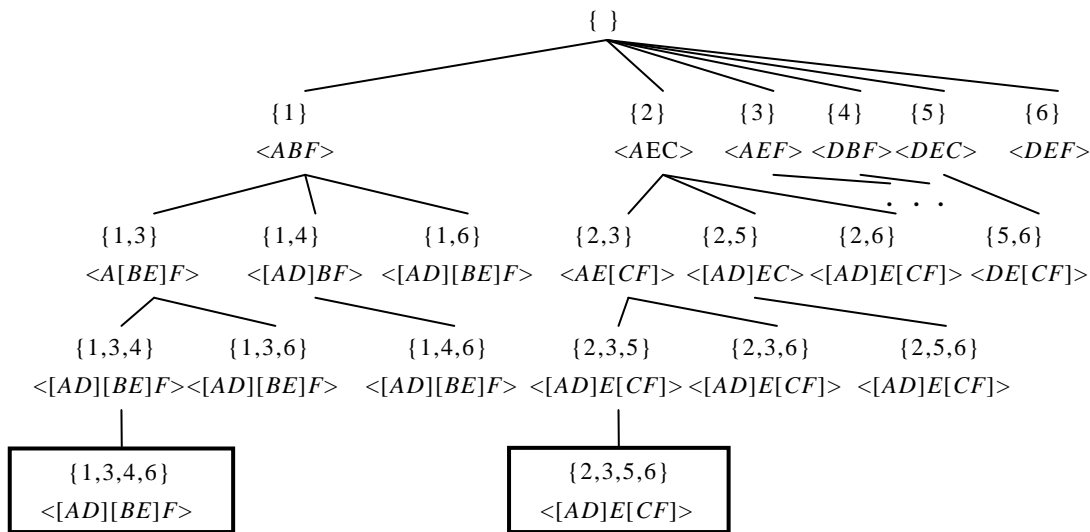 { }
{1} {2} {3} {4} {5} {6}
<ABF> <AEC> <AEF> <DBF> <DEC> <DEF>
. . .
{1,3} {1,4} {1,6} {2,3} {2,5} {2,6} {5,6}
<A[BE]F> <[AD]BF> <[AD][BE]F> <AE[CF]> <[AD]EC> <[AD]E[CF]> <DE[CF]>
{1,3,4} {1,3,6} {1,4,6} {2,3,5} {2,3,6} {2,5,6}
<[AD][BE]F> <[AD][BE]F> <[AD][BE]F> <[AD]E[CF]> <[AD]E[CF]> <[AD]E[CF]>
{1,3,4,6} {2,3,5,6}
<[AD][BE]F> <[AD]E[CF]>